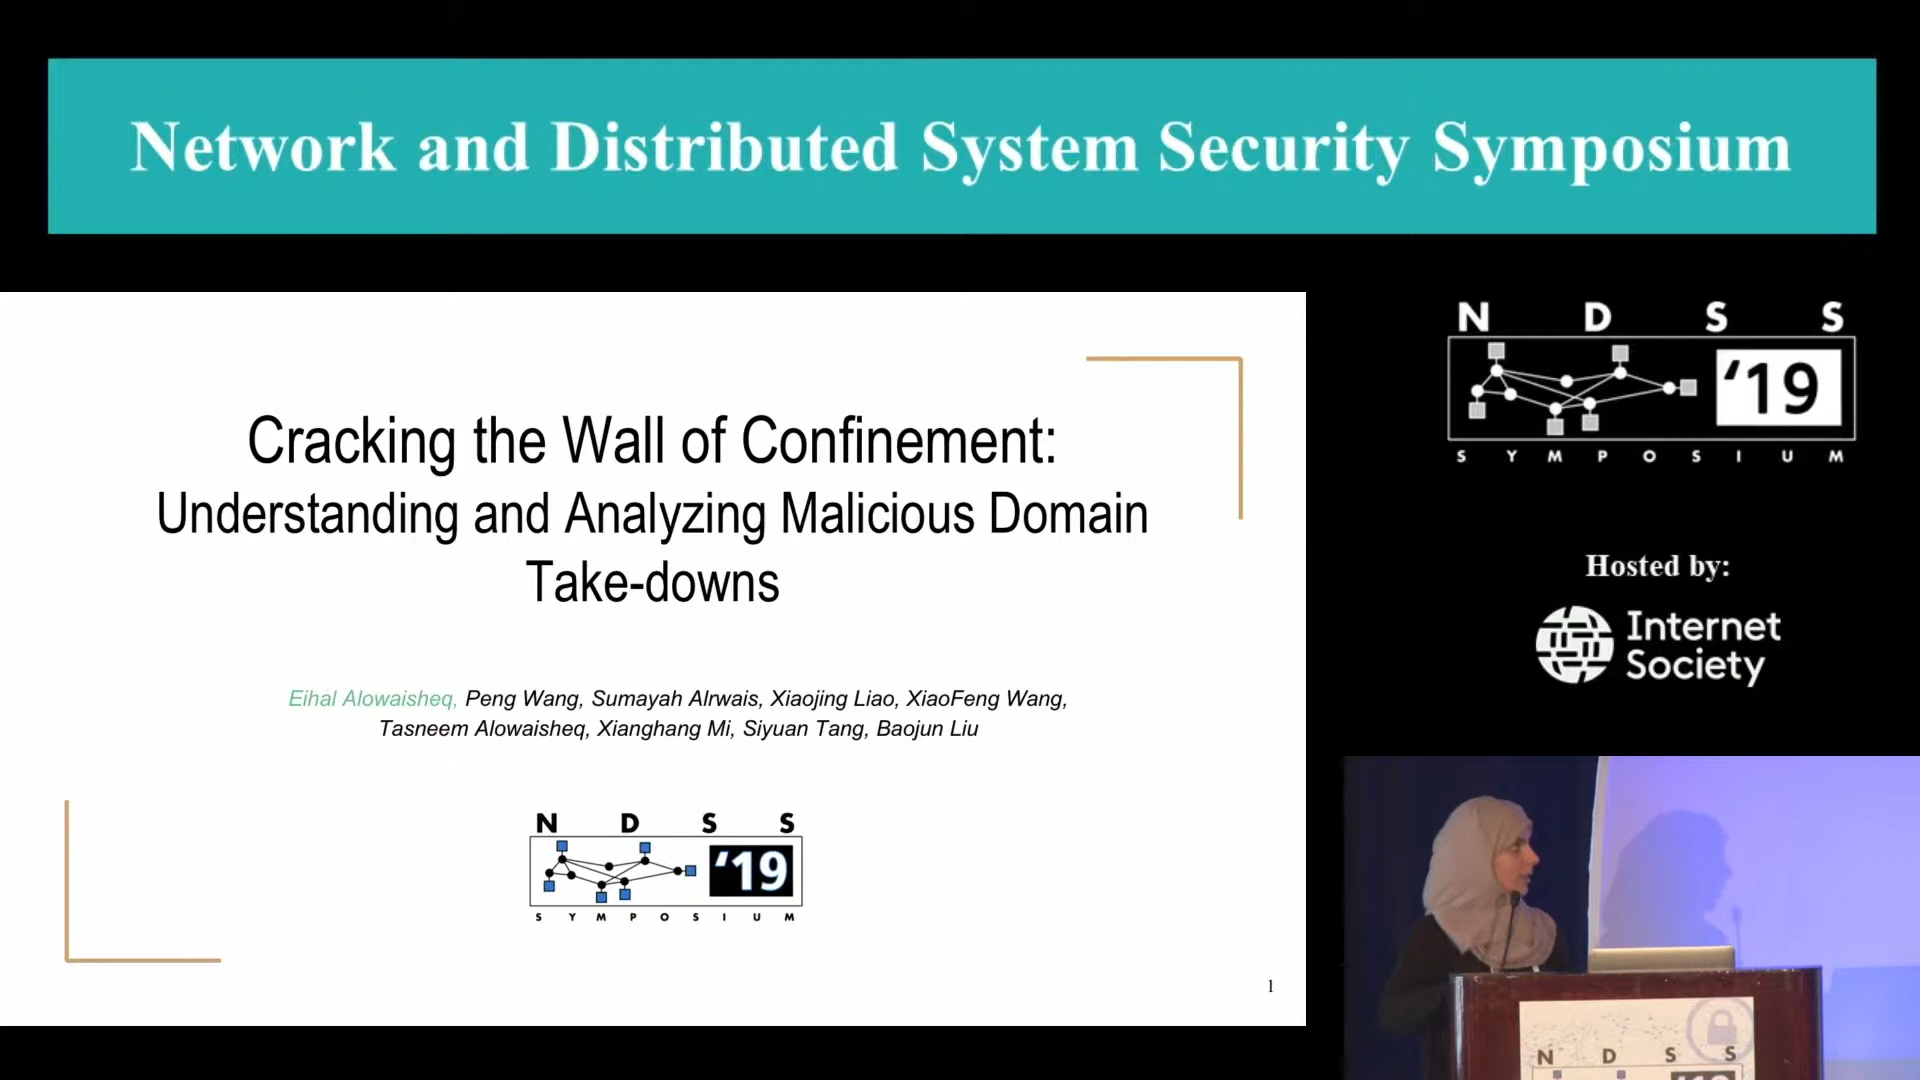 Network and Distributed System Security Symposium
N D S S
'19
S Y M P O S I U M
Cracking the Wall of Confinement:
Understanding and Analyzing Malicious Domain
Take-downs
Hosted by:
Internet
Society
Eihal Alowaisheq, Peng Wang, Sumayah Alrwais, Xiaojing Liao, XiaoFeng Wang,
Tasneem Alowaisheq, Xianghang Mi, Siyuan Tang, Baojun Liu
N D S S
'19
S Y M P O S I U M
1
N D S S
'19